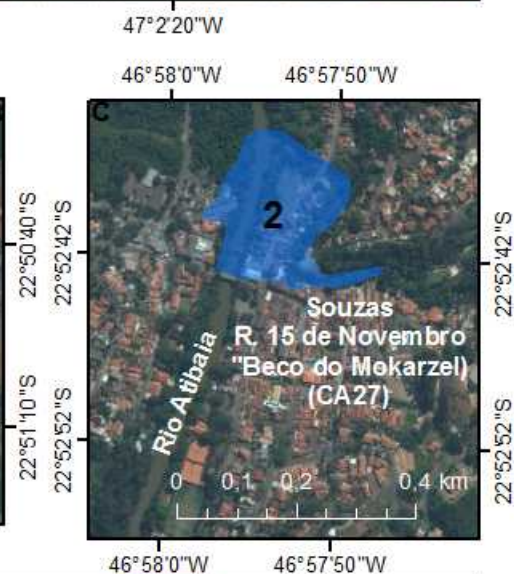 47°2'20"W
46°58'0"W
46°57'50"W
C
22°50'40"S
22°52'42"S
22°52'42"S
2
Souzas
R. 15 de Novembro
"Beco do Mokarzel)
(CA27)
Rio Atibaia
22°51'10"S
22°52'52"S
22°52'52"S
0 0,1 0,2 0,4 km
46°58'0"W
46°57'50"W